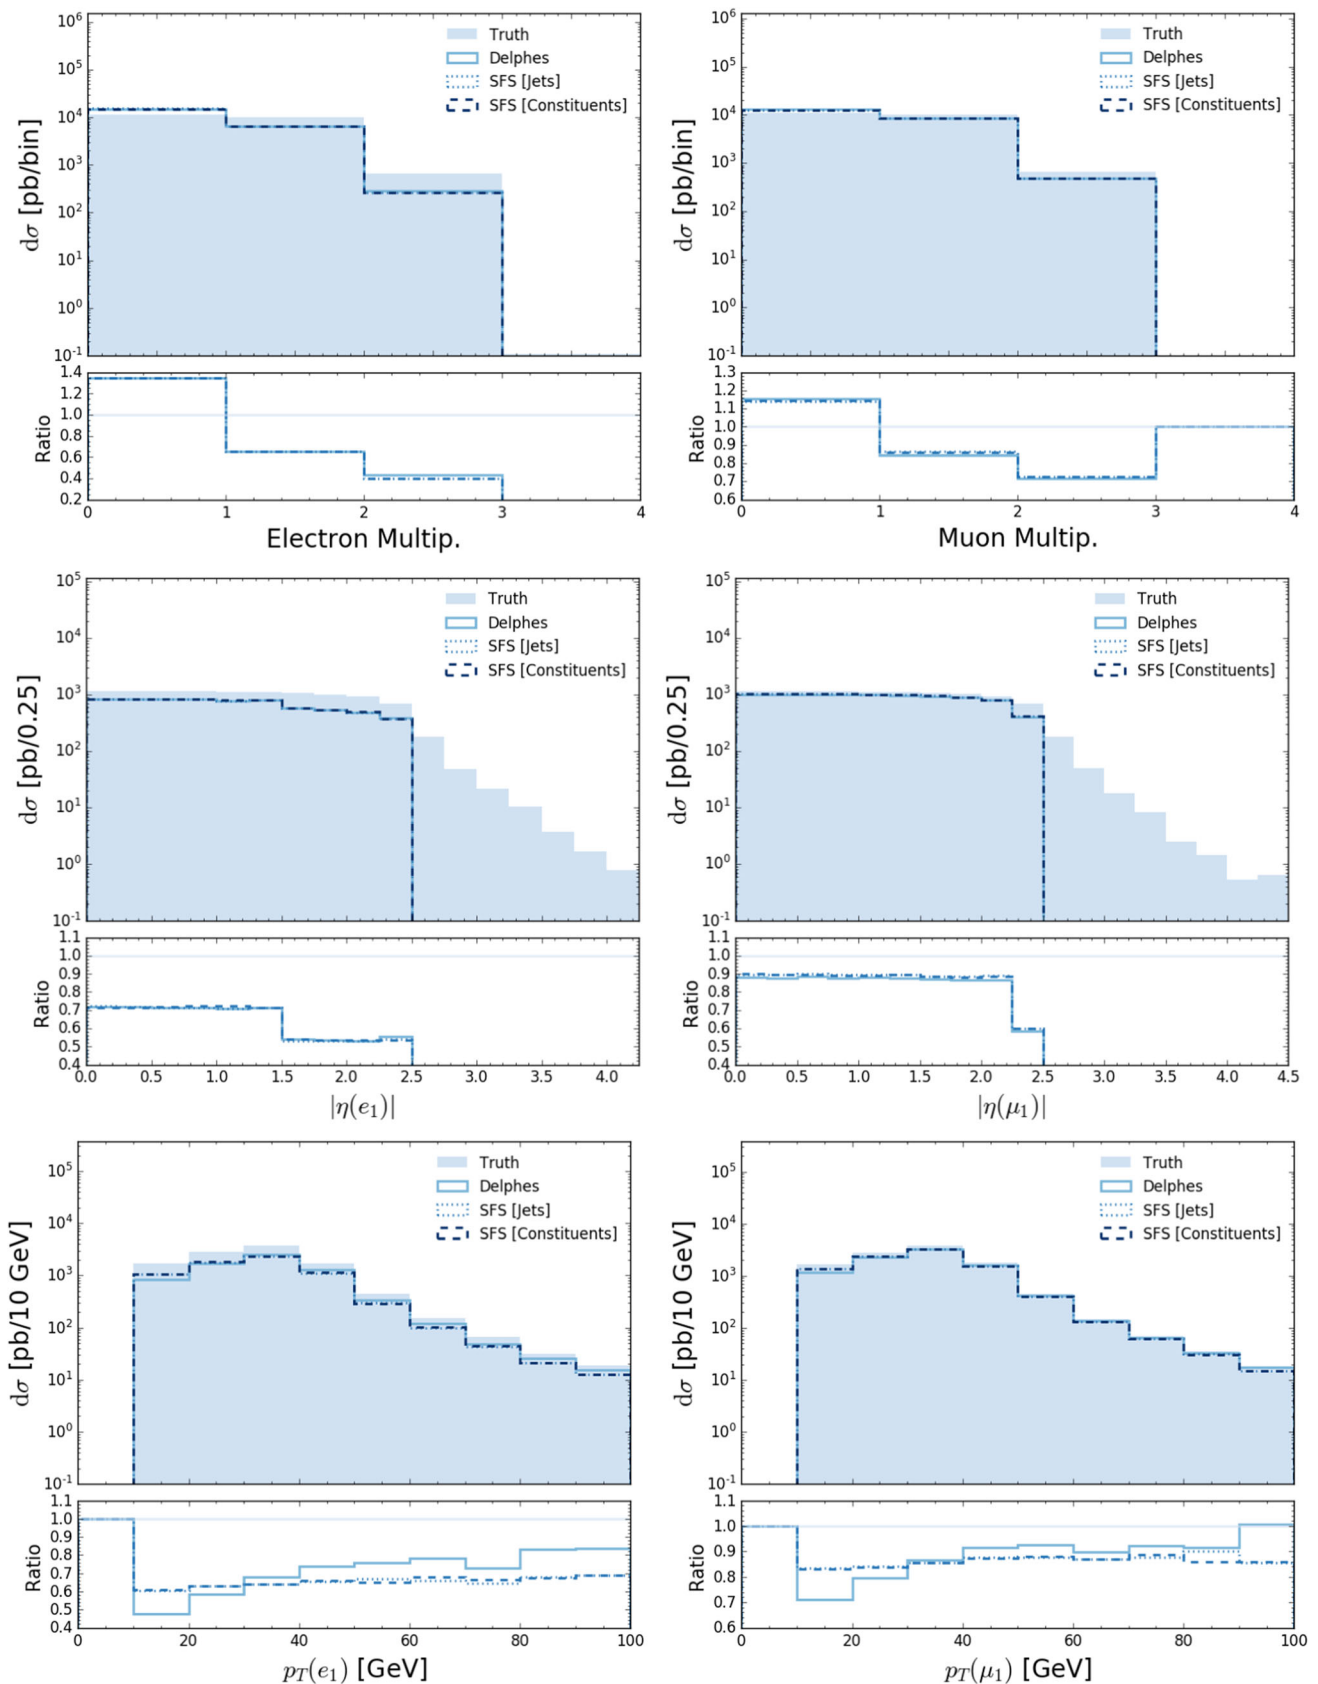 10^6
10^5
10^4
10^3
10^2
10^1
10^0
10^-1
dσ [pb/bin]
Truth
Delphes
SFS [Jets]
SFS [Constituents]
1.4
1.2
1.0
0.8
0.6
0.4
0.2
Ratio
0 1 2 3 4
Electron Multip.
10^6
10^5
10^4
10^3
10^2
10^1
10^0
10^-1
dσ [pb/bin]
Truth
Delphes
SFS [Jets]
SFS [Constituents]
1.3
1.2
1.1
1.0
0.9
0.8
0.7
0.6
Ratio
0 1 2 3 4
Muon Multip.
10^5
10^4
10^3
10^2
10^1
10^0
10^-1
dσ [pb/0.25]
Truth
Delphes
SFS [Jets]
SFS [Constituents]
1.1
1.0
0.9
0.8
0.7
0.6
0.5
0.4
Ratio
0.0 0.5 1.0 1.5 2.0 2.5 3.0 3.5 4.0
|η(e₁)|
10^5
10^4
10^3
10^2
10^1
10^0
10^-1
dσ [pb/0.25]
Truth
Delphes
SFS [Jets]
SFS [Constituents]
1.1
1.0
0.9
0.8
0.7
0.6
0.5
0.4
Ratio
0.0 0.5 1.0 1.5 2.0 2.5 3.0 3.5 4.0 4.5
|η(μ₁)|
10^5
10^4
10^3
10^2
10^1
10^0
10^-1
dσ [pb/10 GeV]
Truth
Delphes
SFS [Jets]
SFS [Constituents]
1.1
1.0
0.9
0.8
0.7
0.6
0.5
0.4
Ratio
0 20 40 60 80 100
p_T(e₁) [GeV]
10^5
10^4
10^3
10^2
10^1
10^0
10^-1
dσ [pb/10 GeV]
Truth
Delphes
SFS [Jets]
SFS [Constituents]
1.1
1.0
0.9
0.8
0.7
0.6
Ratio
0 20 40 60 80 100
p_T(μ₁) [GeV]